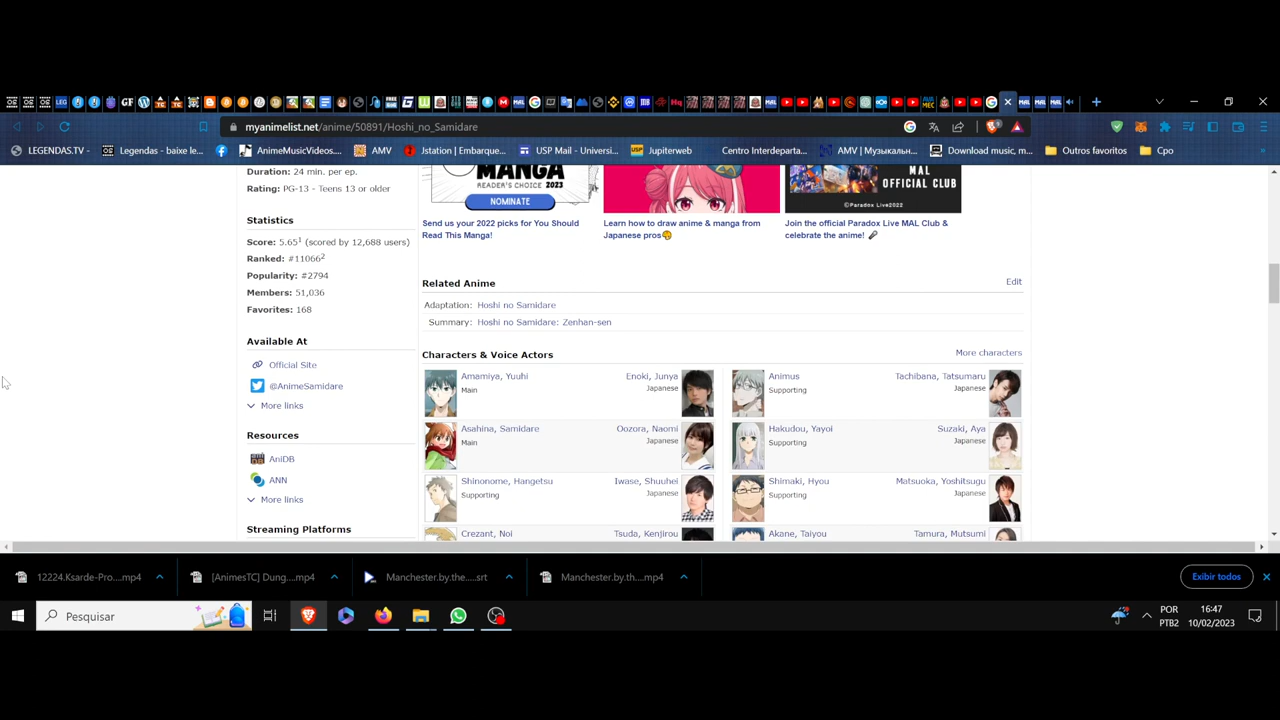 myanimelist.net/anime/50891/Hoshi_no_Samidare
LEGENDAS.TV -
Legendas - baixe le...
AnimeMusicVideos....
AMV
Jstation | Embarque...
USP Mail - Universi...
Jupiterweb
Centro Interdeparta...
AMV | Музыкальн...
Download music, m...
Outros favoritos
Cpo
Duration: 24 min. per ep.
Rating: PG-13 - Teens 13 or older
Statistics
Score: 5.65¹ (scored by 12,688 users)
Ranked: #11066²
Popularity: #2794
Members: 51,036
Favorites: 168
Available At
Official Site
@AnimeSamidare
More links
Resources
AniDB
ANN
More links
Streaming Platforms
MANGA
READER'S CHOICE 2023
NOMINATE
Send us your 2022 picks for You Should
Read This Manga!
Learn how to draw anime & manga from
Japanese pros
MAL
OFFICIAL CLUB
©Paradox Live2022
Join the official Paradox Live MAL Club &
celebrate the anime!
Related Anime
Edit
Adaptation: Hoshi no Samidare
Summary: Hoshi no Samidare: Zenhan-sen
Characters & Voice Actors
More characters
Amamiya, Yuuhi
Main
Enoki, Junya
Japanese
Animus
Supporting
Tachibana, Tatsumaru
Japanese
Asahina, Samidare
Main
Oozora, Naomi
Japanese
Hakudou, Yayoi
Supporting
Suzaki, Aya
Japanese
Shinonome, Hangetsu
Supporting
Iwase, Shuuhei
Japanese
Shimaki, Hyou
Supporting
Matsuoka, Yoshitsugu
Japanese
Crezant, Noi
Tsuda, Kenjirou
Akane, Taiyou
Tamura, Mutsumi
12224.Ksarde-Pro....mp4
[AnimesTC] Dung....mp4
Manchester.by.the.....srt
Manchester.by.th....mp4
Exibir todos
Pesquisar
POR
PTB2
16:47
10/02/2023